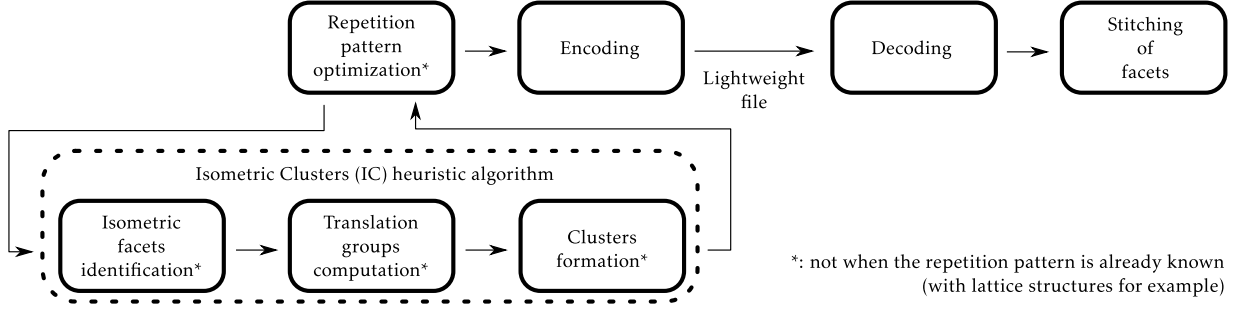 Repetition
pattern
optimization*
Encoding
Lightweight
file
Decoding
Stitching
of
facets
Isometric Clusters (IC) heuristic algorithm
Isometric
facets
identification*
Translation
groups
computation*
Clusters
formation*
*: not when the repetition pattern is already known
(with lattice structures for example)